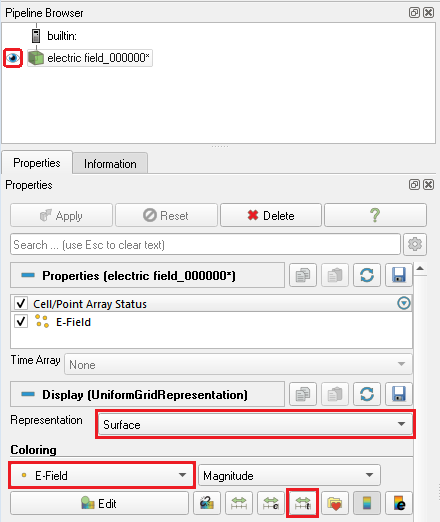 Pipeline Browser
builtin:
electric field_000000*
Properties Information
Properties
Apply Reset Delete ?
Search ... (use Esc to clear text)
Properties (electric field_000000*)
Cell/Point Array Status
E-Field
Time Array None
Display (UniformGridRepresentation)
Representation Surface
Coloring
E-Field Magnitude
Edit